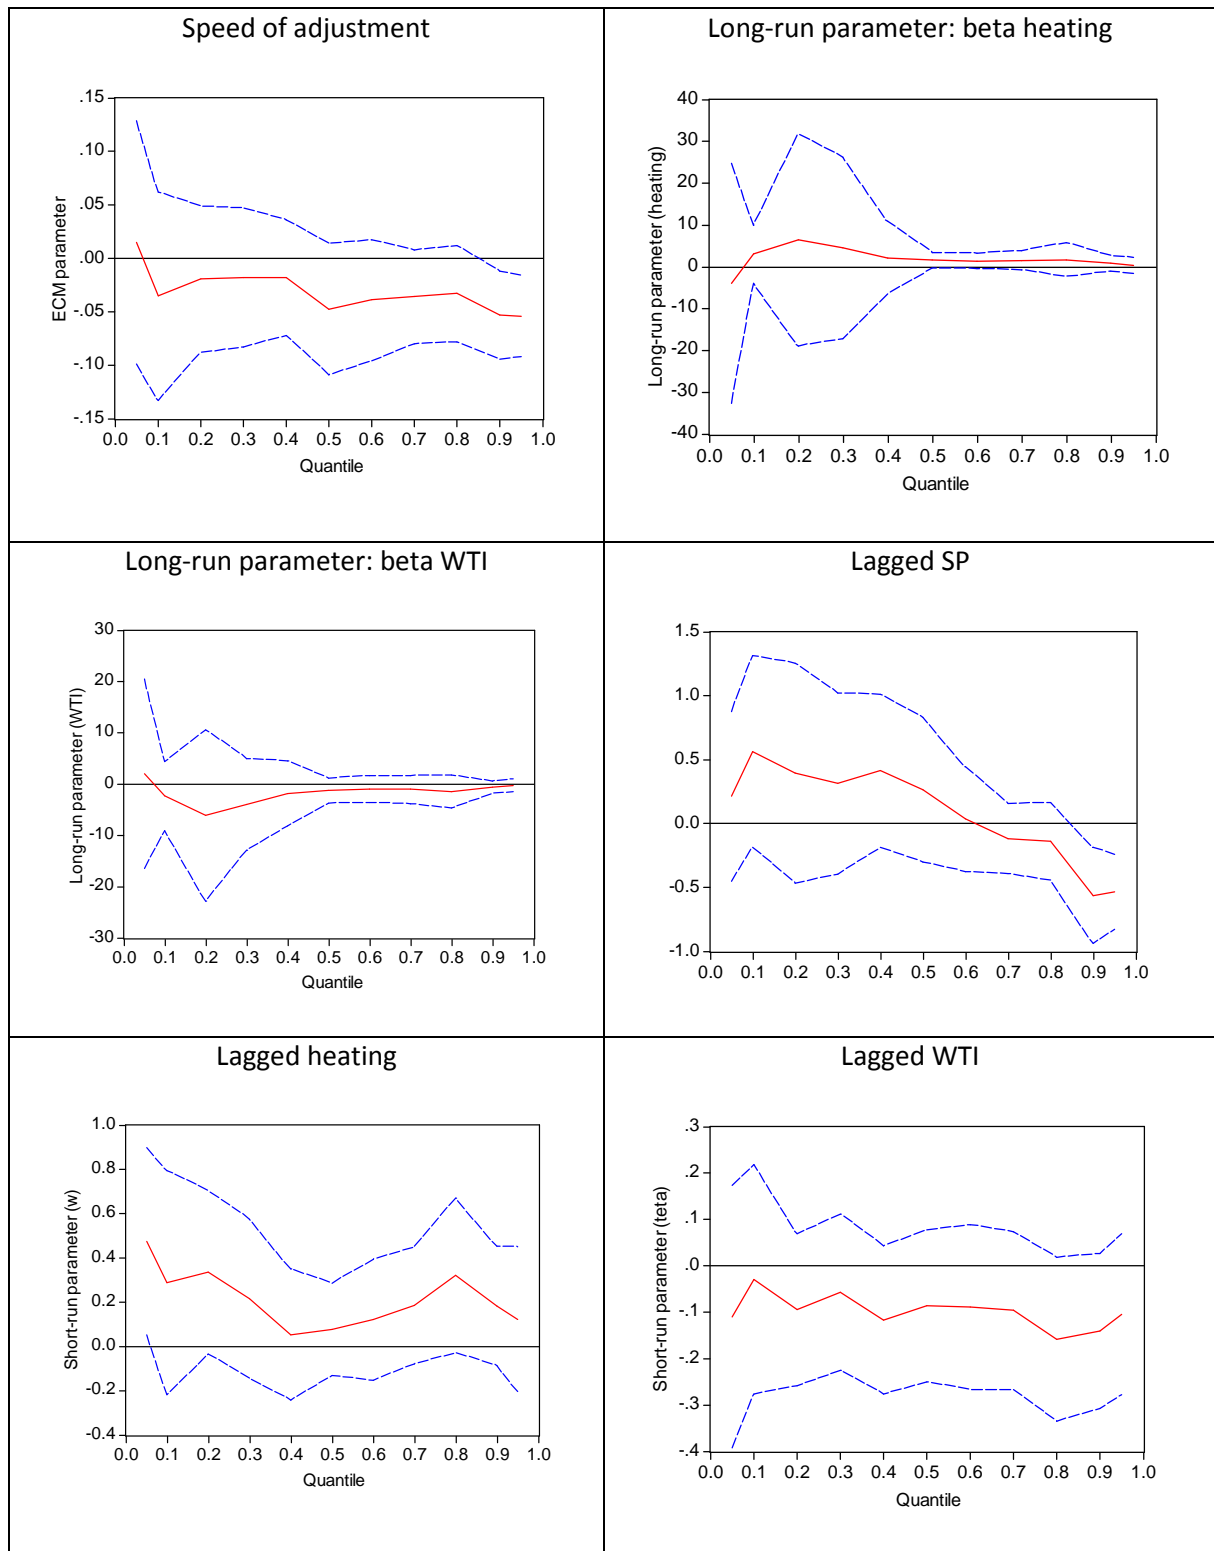 Speed of adjustment
.15
.10
.05
.00
-.05
-.10
-.15
ECM parameter
0.0 0.1 0.2 0.3 0.4 0.5 0.6 0.7 0.8 0.9 1.0
Quantile
Long-run parameter: beta heating
40
30
20
10
0
-10
-20
-30
-40
Long-run parameter (heating)
0.0 0.1 0.2 0.3 0.4 0.5 0.6 0.7 0.8 0.9 1.0
Quantile
Long-run parameter: beta WTI
30
20
10
0
-10
-20
-30
Long-run parameter (WTI)
0.0 0.1 0.2 0.3 0.4 0.5 0.6 0.7 0.8 0.9 1.0
Quantile
Lagged SP
1.5
1.0
0.5
0.0
-0.5
-1.0
0.0 0.1 0.2 0.3 0.4 0.5 0.6 0.7 0.8 0.9 1.0
Lagged heating
1.0
0.8
0.6
0.4
0.2
0.0
-0.2
-0.4
Short-run parameter (w)
0.0 0.1 0.2 0.3 0.4 0.5 0.6 0.7 0.8 0.9 1.0
Quantile
Lagged WTI
.3
.2
.1
.0
-.1
-.2
-.3
-.4
Short-run parameter (teta)
0.0 0.1 0.2 0.3 0.4 0.5 0.6 0.7 0.8 0.9 1.0
Quantile